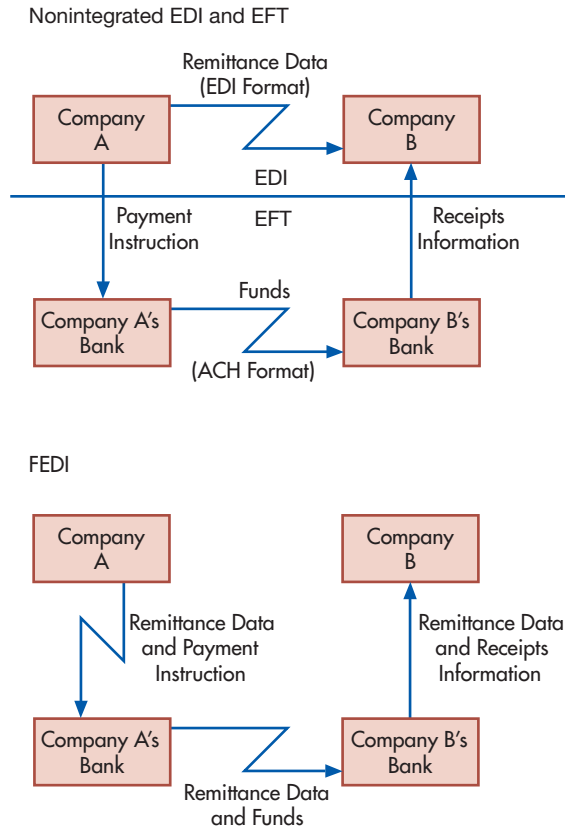 Nonintegrated EDI and EFT
Remittance Data
(EDI Format)
Company
A
Company
B
EDI
EFT
Payment
Instruction
Receipts
Information
Company A's
Bank
Funds
(ACH Format)
Company B's
Bank
FEDI
Company
A
Company
B
Remittance Data
and Payment
Instruction
Remittance Data
and Receipts
Information
Company A's
Bank
Company B's
Bank
Remittance Data
and Funds